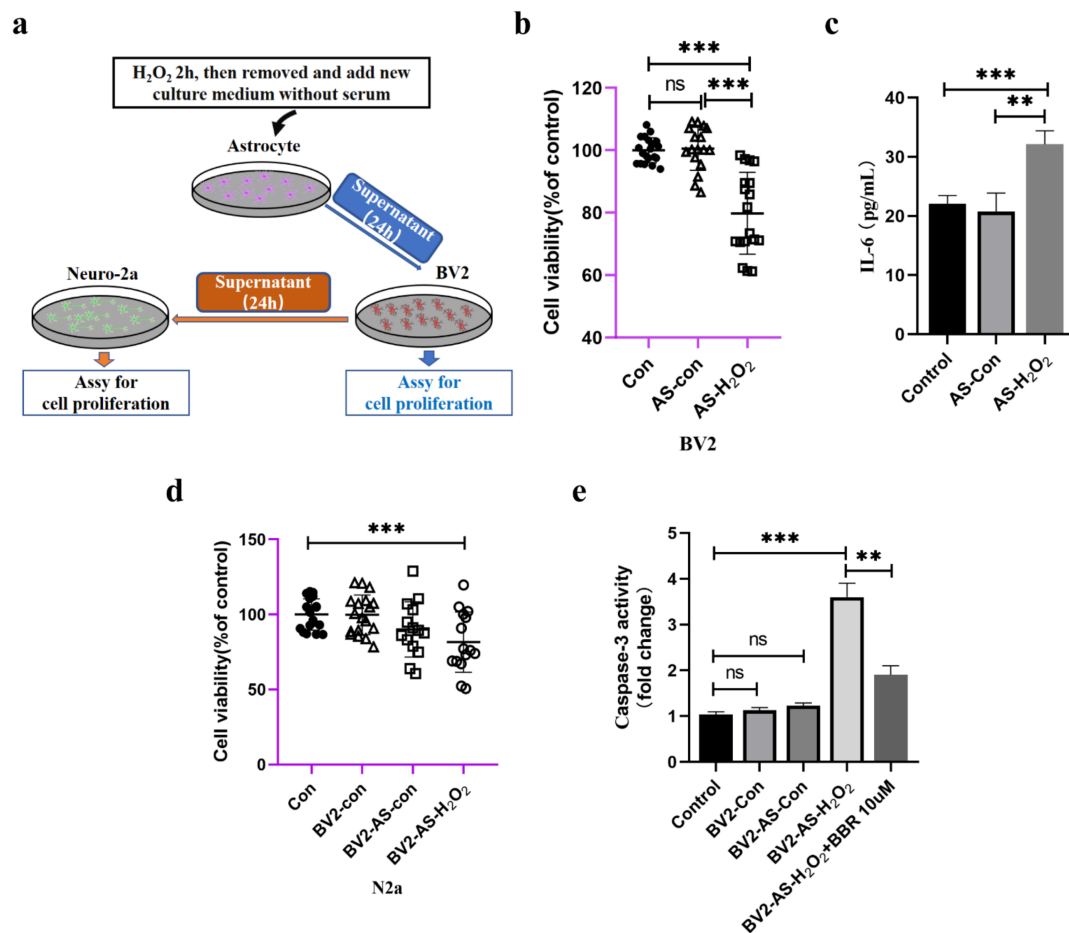 a
H₂O₂ 2h, then removed and add new
culture medium without serum
Astrocyte
Supernatant
(24h)
BV2
Neuro-2a
Supernatant
(24h)
Assy for
cell proliferation
Assy for
cell proliferation
b
***
ns
***
Cell viability(% of control)
120
100
80
60
40
Con
AS-con
AS-H₂O₂
BV2
c
***
**
IL-6 (pg/mL)
40
30
20
10
0
Control
AS-Con
AS-H₂O₂
d
***
Cell viability(% of control)
150
100
50
0
Con
BV2-con
BV2-AS-con
BV2-AS-H₂O₂
N2a
e
***
**
ns
ns
Caspase-3 activity
(fold change)
5
4
3
2
1
0
Control
BV2-Con
BV2-AS-Con
BV2-AS-H₂O₂
BV2-AS-H₂O₂+BBR 10uM